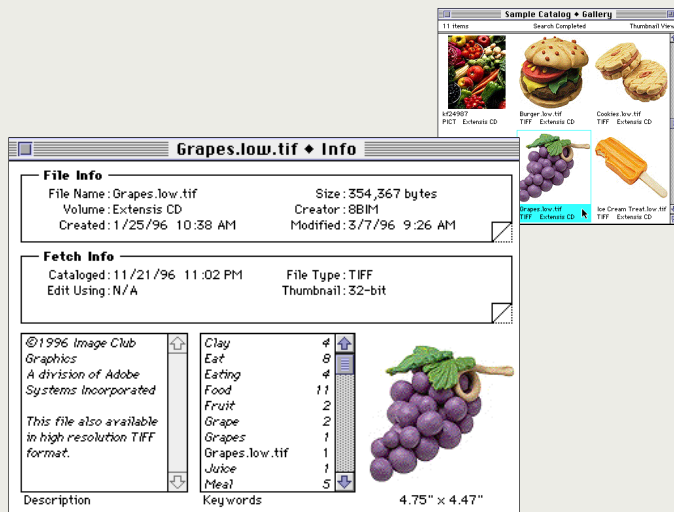 Sample Catalog ♦ Gallery
11 items Search Completed Thumbnail View
kf24987 Burger.low.tif Cookies.low.tif
PICT Extensis CD TIFF Extensis CD TIFF Extensis CD
Grapes.low.tif Ice Cream Treat.low.tif
TIFF Extensis CD TIFF Extensis CD
Grapes.low.tif ♦ Info
File Info
File Name: Grapes.low.tif Size: 354,367 bytes
Volume: Extensis CD Creator: 8BIM
Created: 1/25/96 10:38 AM Modified: 3/7/96 9:26 AM
Fetch Info
Cataloged: 11/21/96 11:02 PM File Type: TIFF
Edit Using: N/A Thumbnail: 32-bit
©1996 Image Club
Graphics
A division of Adobe
Systems Incorporated
This file also available
in high resolution TIFF
format.
Description
Clay 4
Eat 8
Eating 4
Food 11
Fruit 2
Grape 2
Grapes 1
Grapes.low.tif 1
Juice 1
Meal 5
Keywords
4.75" × 4.47"